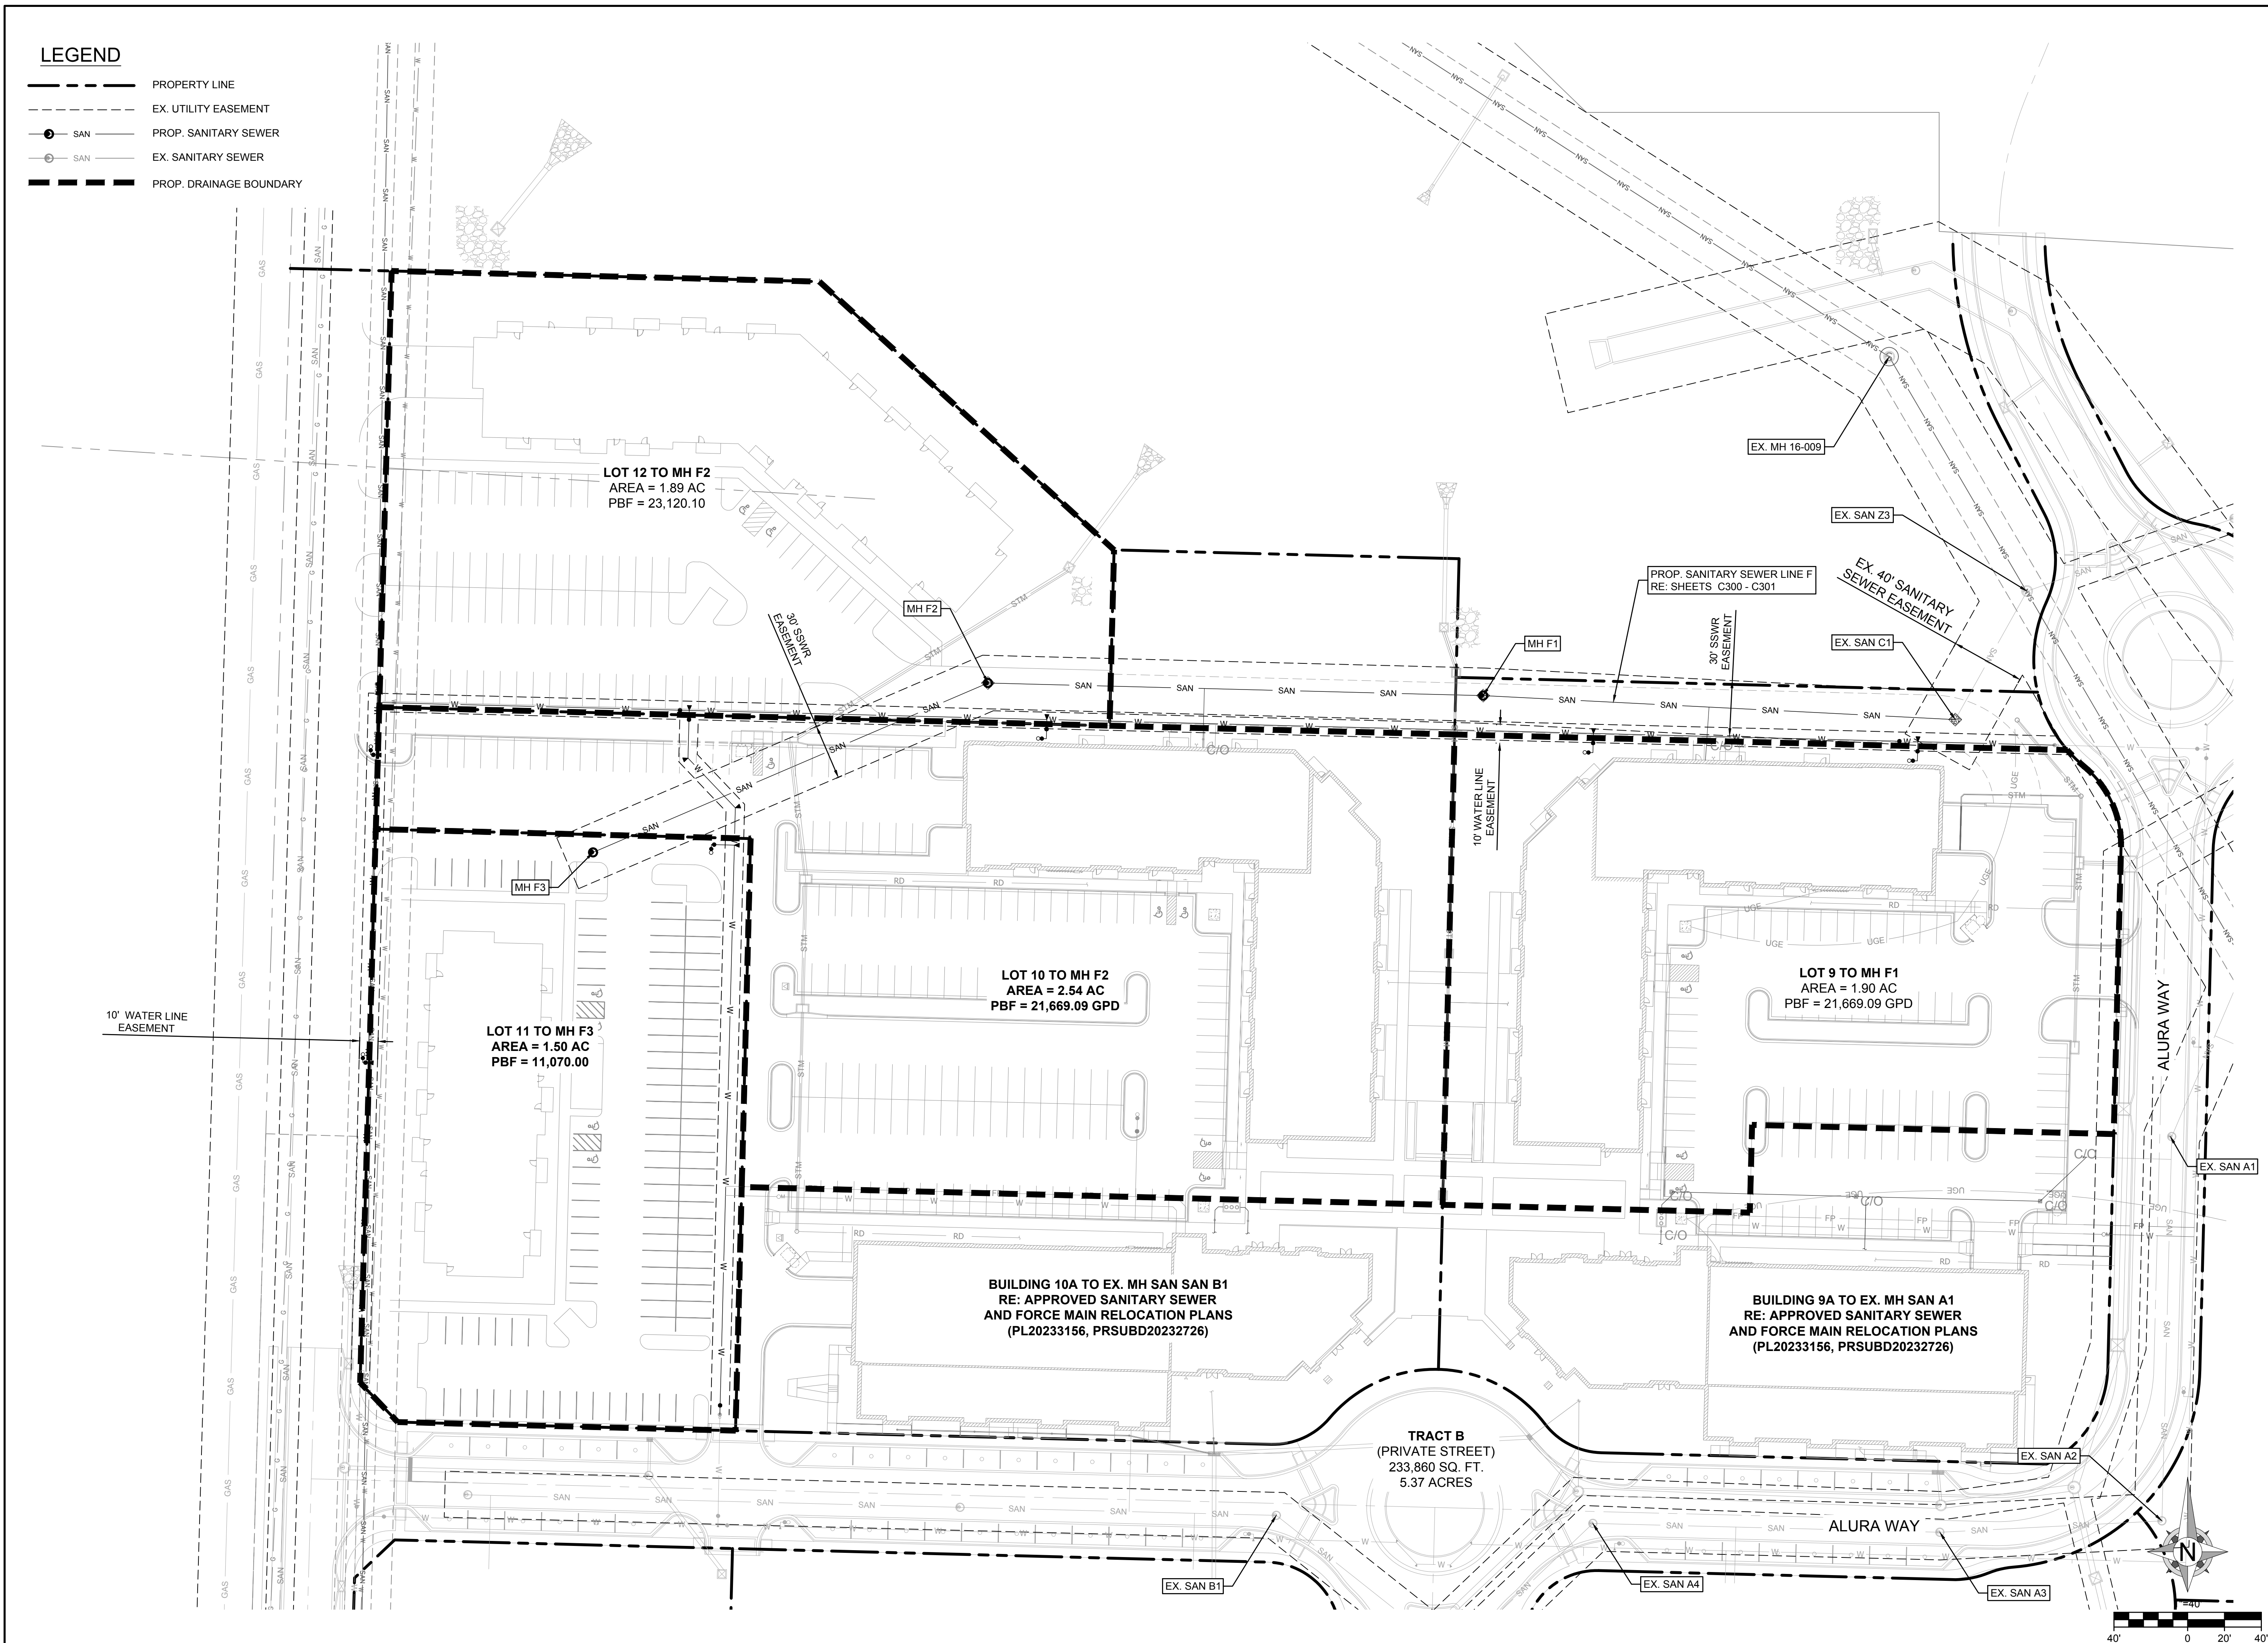 LEGEND
PROPERTY LINE
EX. UTILITY EASEMENT
SAN PROP. SANITARY SEWER
SAN EX. SANITARY SEWER
PROP. DRAINAGE BOUNDARY
EX. MH 16-009
LOT 12 TO MH F2
AREA = 1.89 AC
PBF = 23,120.10
EX. SAN Z3
EX. 40' SANITARY
SEWER EASEMENT
PROP. SANITARY SEWER LINE F
RE: SHEETS C300 - C301
MH F2
30' SSWR
EASEMENT
MH F1
30' SSWR
EASEMENT
EX. SAN C1
SAN SAN SAN SAN SAN SAN SAN SAN
10' WATER LINE
EASEMENT
MH F3
LOT 10 TO MH F2
AREA = 2.54 AC
PBF = 21,669.09 GPD
LOT 9 TO MH F1
AREA = 1.90 AC
PBF = 21,669.09 GPD
10' WATER LINE
EASEMENT
LOT 11 TO MH F3
AREA = 1.50 AC
PBF = 11,070.00
ALURA WAY
EX. SAN A1
BUILDING 10A TO EX. MH SAN SAN B1
RE: APPROVED SANITARY SEWER
AND FORCE MAIN RELOCATION PLANS
(PL20233156, PRSUBD20232726)
BUILDING 9A TO EX. MH SAN A1
RE: APPROVED SANITARY SEWER
AND FORCE MAIN RELOCATION PLANS
(PL20233156, PRSUBD20232726)
TRACT B
(PRIVATE STREET)
233,860 SQ. FT.
5.37 ACRES
EX. SAN A2
ALURA WAY
N
EX. SAN B1
EX. SAN A4
EX. SAN A3
40' 0 20' 40'